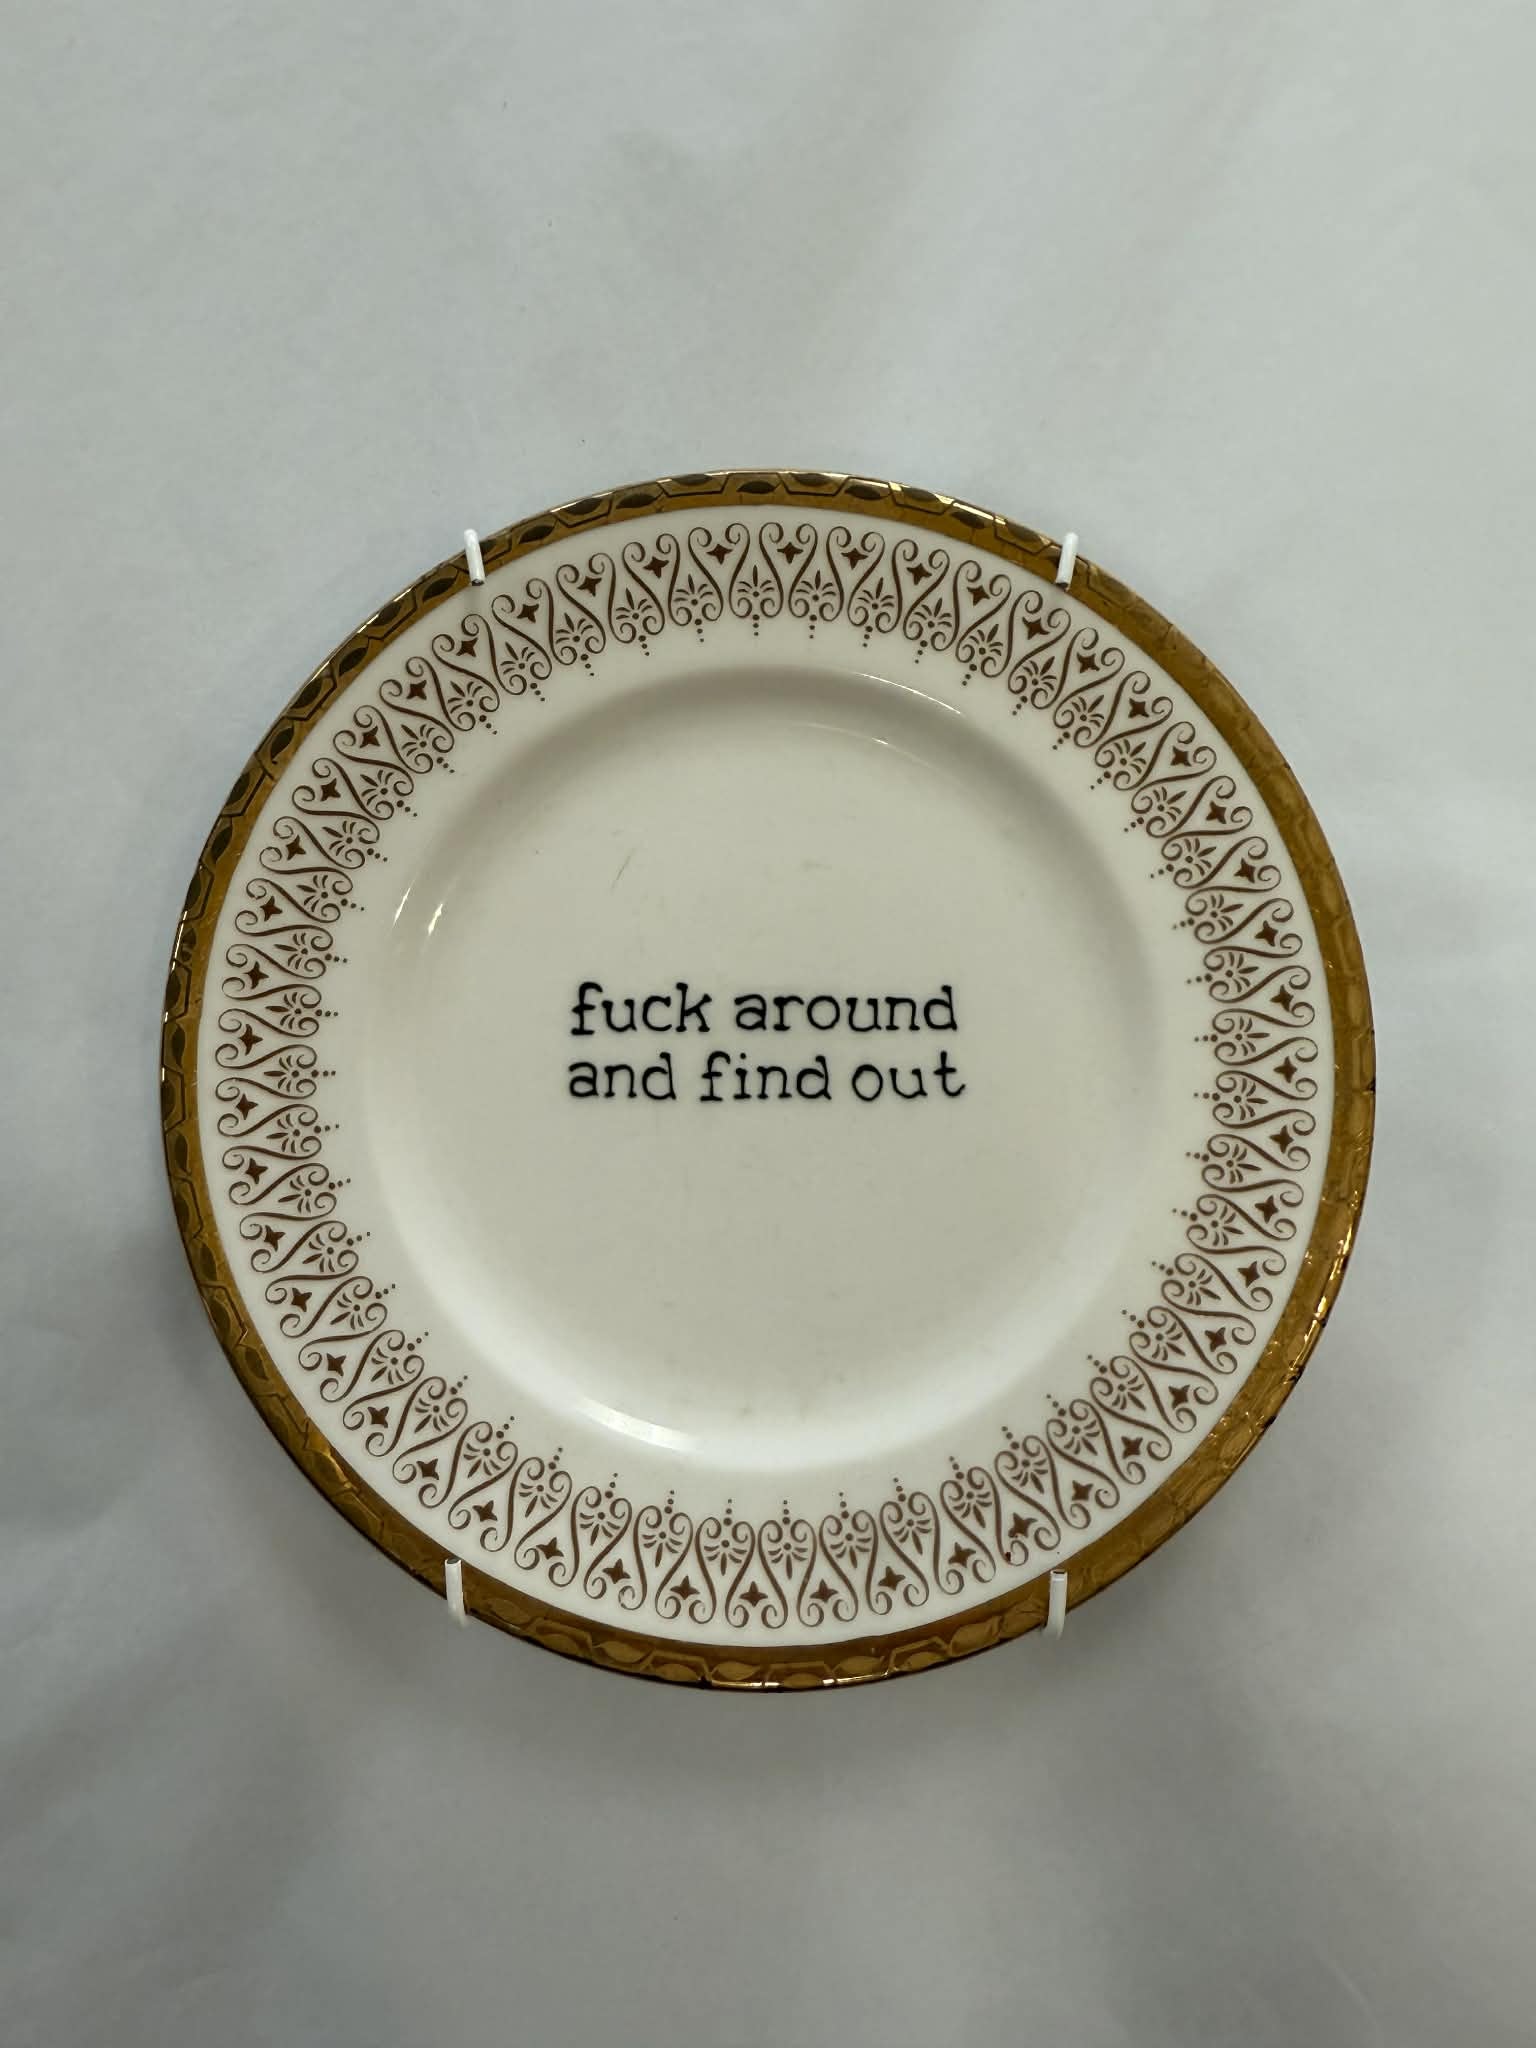 fuck around
and find out